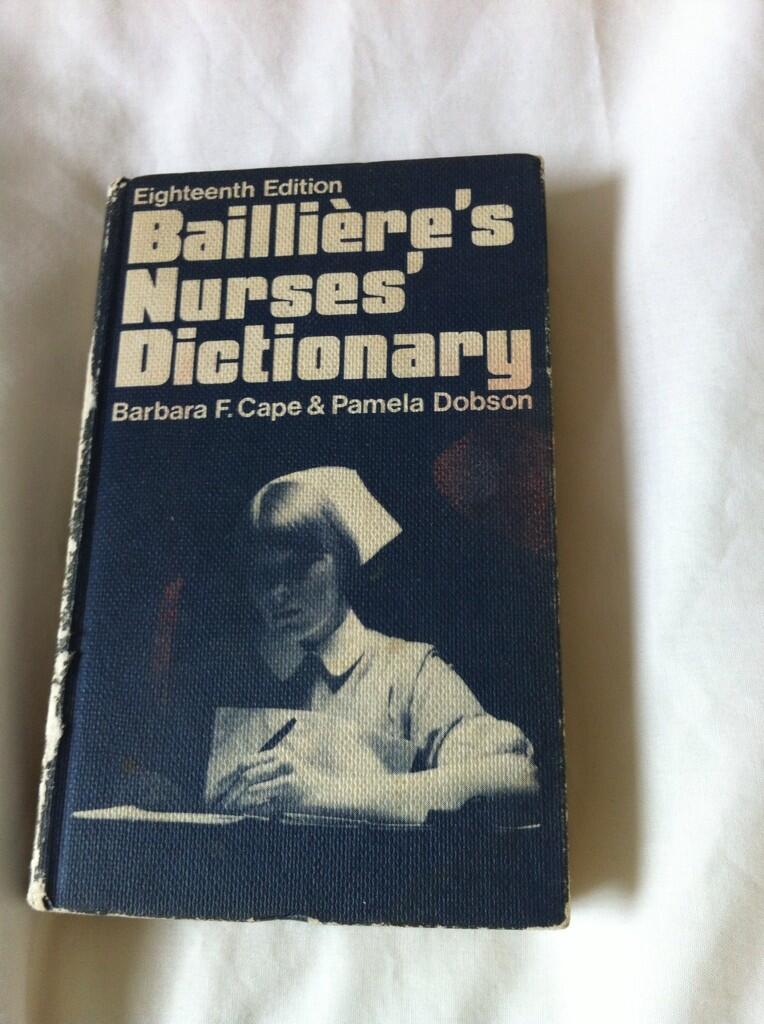 Eighteenth Edition
Baillière's
Nurses'
Dictionary
Barbara F. Cape & Pamela Dobson